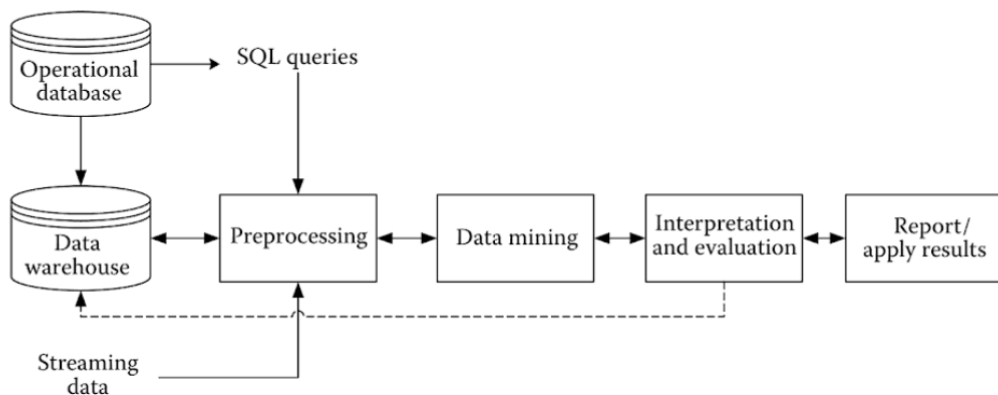 Operational
database
SQL queries
Data
warehouse
Preprocessing
Data mining
Interpretation
and evaluation
Report/
apply results
Streaming
data